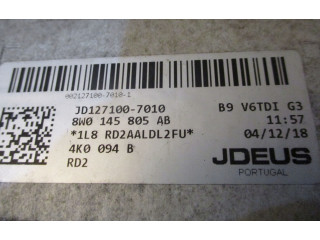 002127100-7010-1
JD127100-7010 B9 V6TDI G3
8W0 145 805 AB 11:57
*1L8 RD2AALDL2FU* 04/12/18
4K0 094 B JDEUS
RD2 PORTUGAL